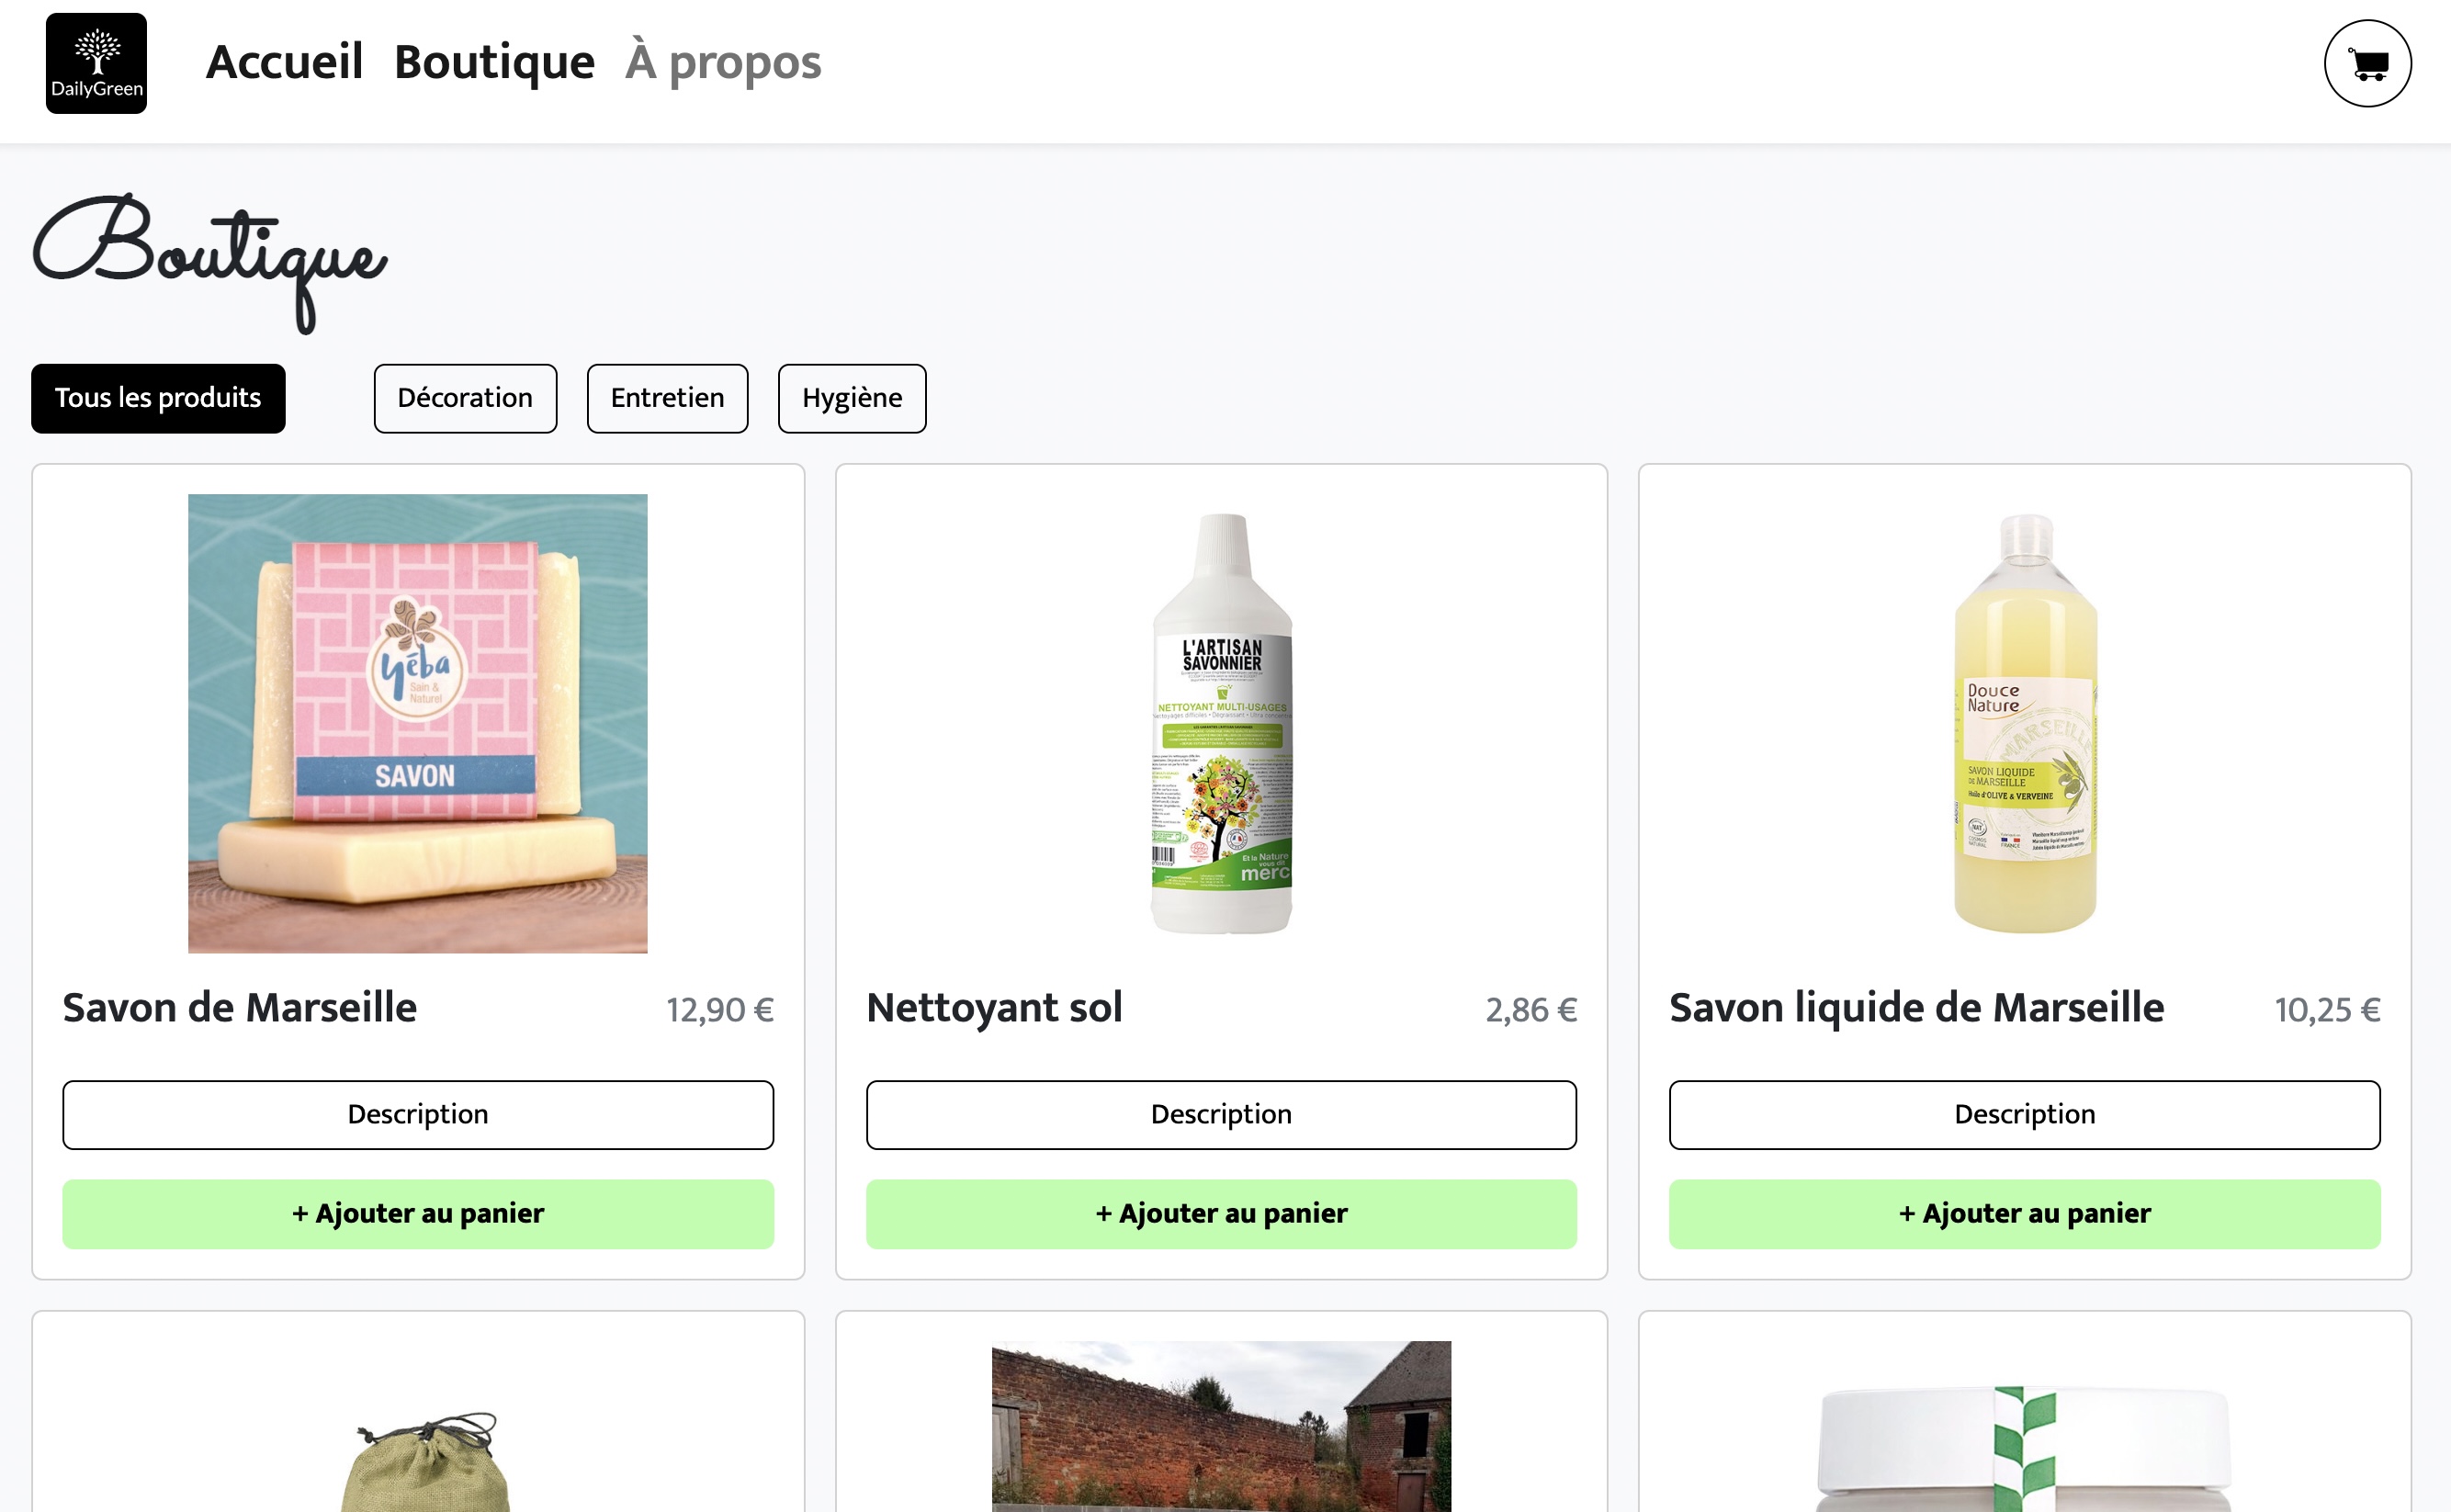 DailyGreen
Accueil Boutique À propos
Boutique
Tous les produits Décoration Entretien Hygiène
yéba
Sain &
Naturel
SAVON
L'ARTISAN
SAVONNIER
NETTOYANT MULTI-USAGES
Et la Nature
vous dit
merc
Douce
Nature
MARSEILLE
SAVON LIQUIDE
DE MARSEILLE
Huile d'OLIVE & VERVEINE
FRANCE
Savon de Marseille 12,90 €
Nettoyant sol 2,86 €
Savon liquide de Marseille 10,25 €
Description
Description
Description
+ Ajouter au panier
+ Ajouter au panier
+ Ajouter au panier